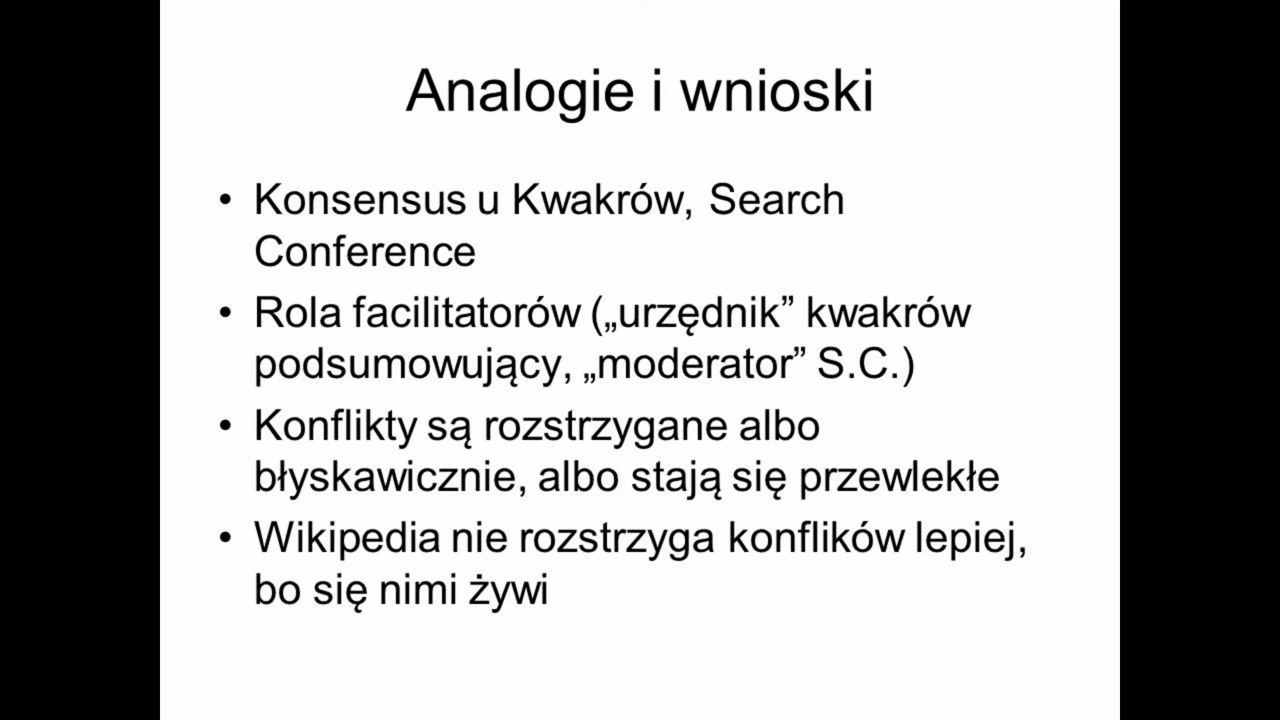 Analogie i wnioski
• Konsensus u Kwakrów, Search
Conference
• Rola facilitatorów („urzędnik” kwakrów
podsumowujący, „moderator” S.C.)
• Konflikty są rozstrzygane albo
błyskawicznie, albo stają się przewlekłe
• Wikipedia nie rozstrzyga konflików lepiej,
bo się nimi żywi